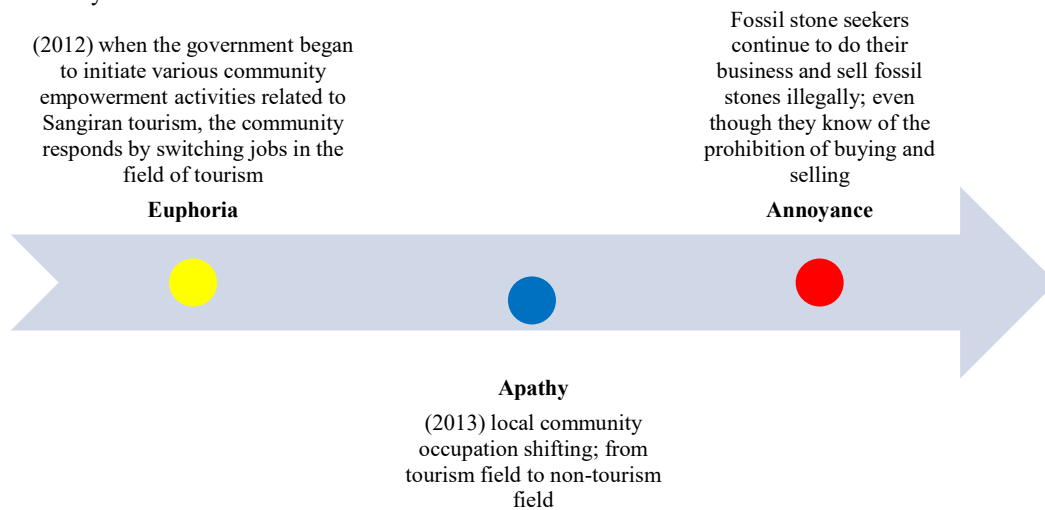 (2012) when the government began
to initiate various community
empowerment activities related to
Sangiran tourism, the community
responds by switching jobs in the
field of tourism
Euphoria
Apathy
(2013) local community
occupation shifting; from
tourism field to non-tourism
field
Fossil stone seekers
continue to do their
business and sell fossil
stones illegally; even
though they know of the
prohibition of buying and
selling
Annoyance